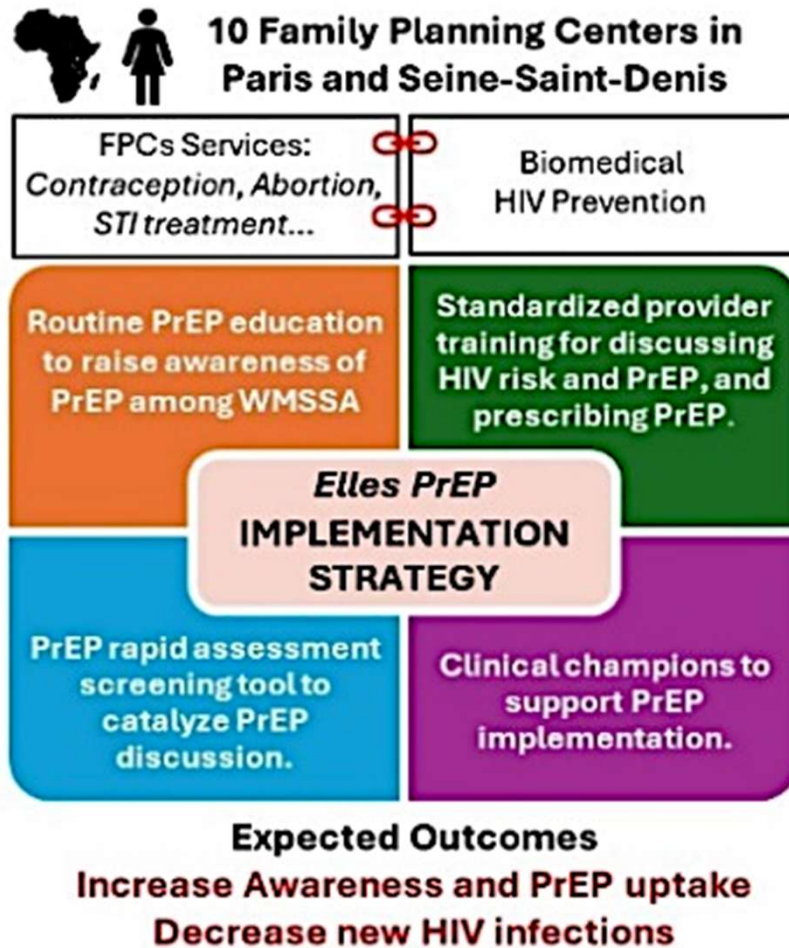 10 Family Planning Centers in
Paris and Seine-Saint-Denis
FPCs Services:
Contraception, Abortion,
STI treatment...
Biomedical
HIV Prevention
Routine PrEP education
to raise awareness of
PrEP among WMSSA
Standardized provider
training for discussing
HIV risk and PrEP, and
prescribing PrEP.
Elles PrEP
IMPLEMENTATION
STRATEGY
PrEP rapid assessment
screening tool to
catalyze PrEP
discussion.
Clinical champions to
support PrEP
implementation.
Expected Outcomes
Increase Awareness and PrEP uptake
Decrease new HIV infections